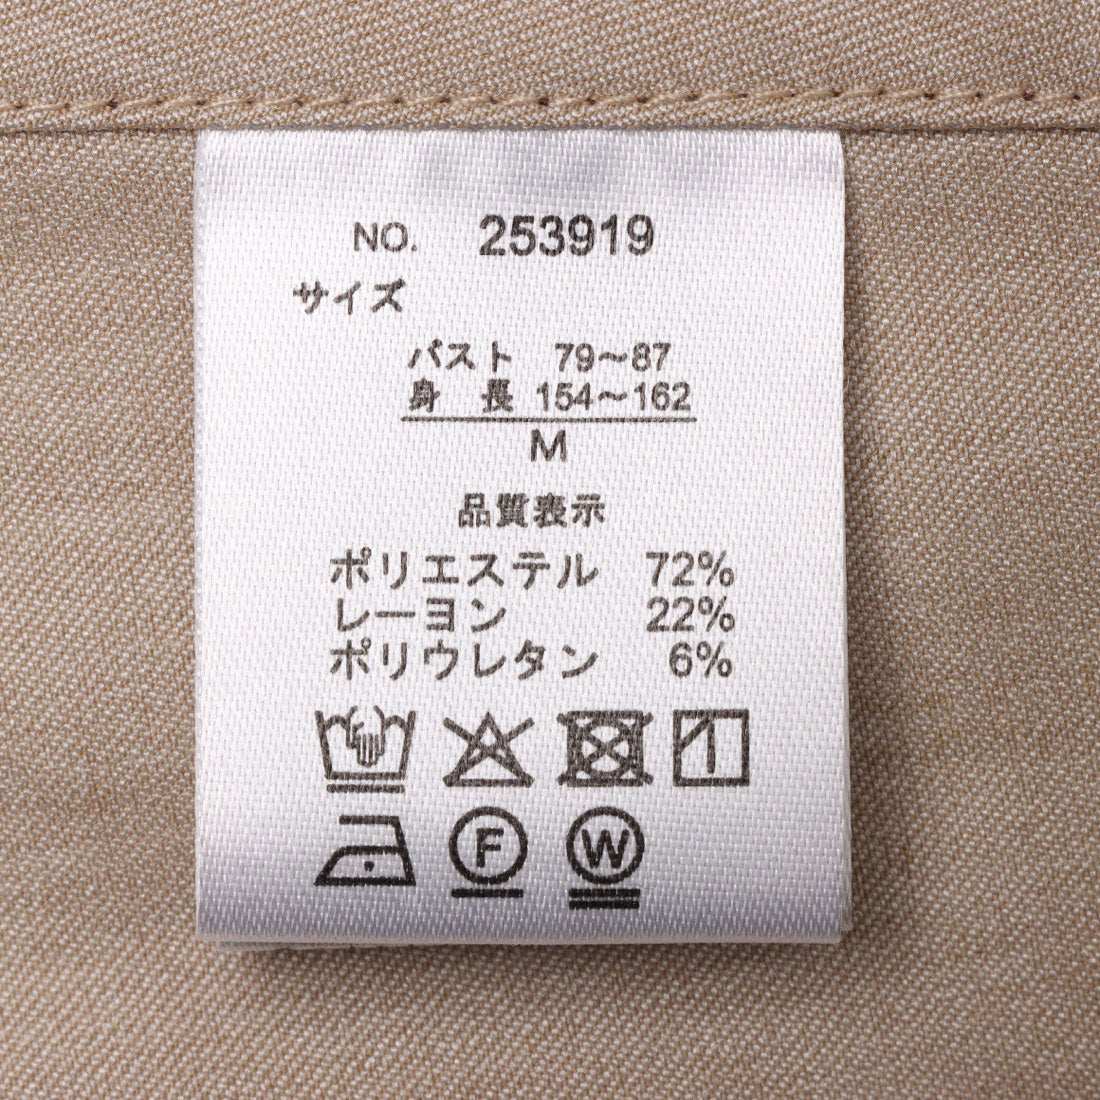 NO. 253919
サイズ
バスト 79～87
身長 154～162
M
品質表示
ポリエステル 72%
レーヨン 22%
ポリウレタン 6%
F W